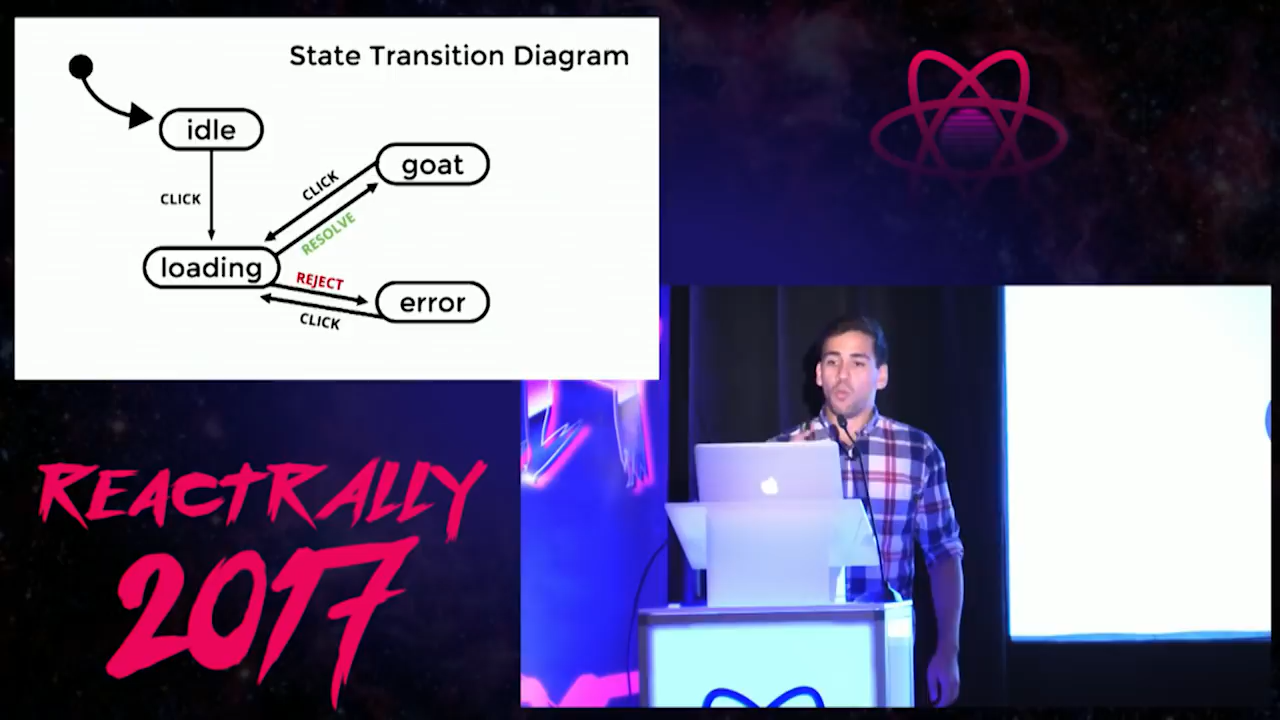 State Transition Diagram
idle
goat
CLICK
CLICK
RESOLVE
loading
REJECT
error
CLICK
REACTRALLY
2017